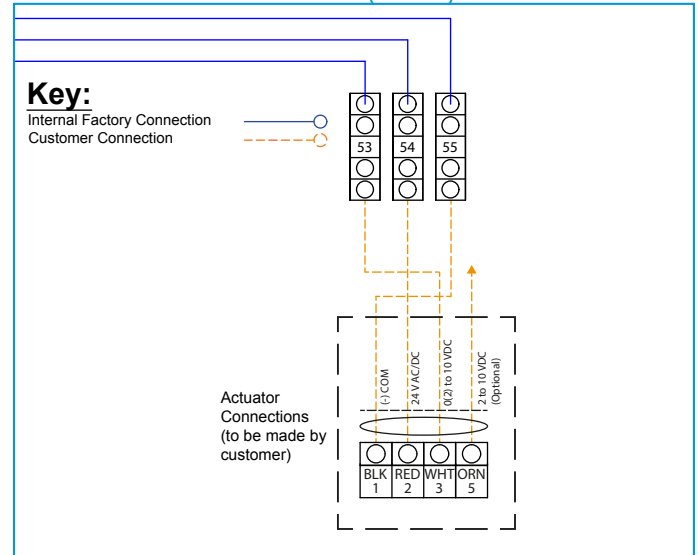 Key:
Internal Factory Connection
Customer Connection
53 54 55
(-) COM
24 V AC/DC
0(2) to 10 VDC
2 to 10 VDC
(Optional)
Actuator
Connections
(to be made by
customer)
BLK RED WHT ORN
1 2 3 5